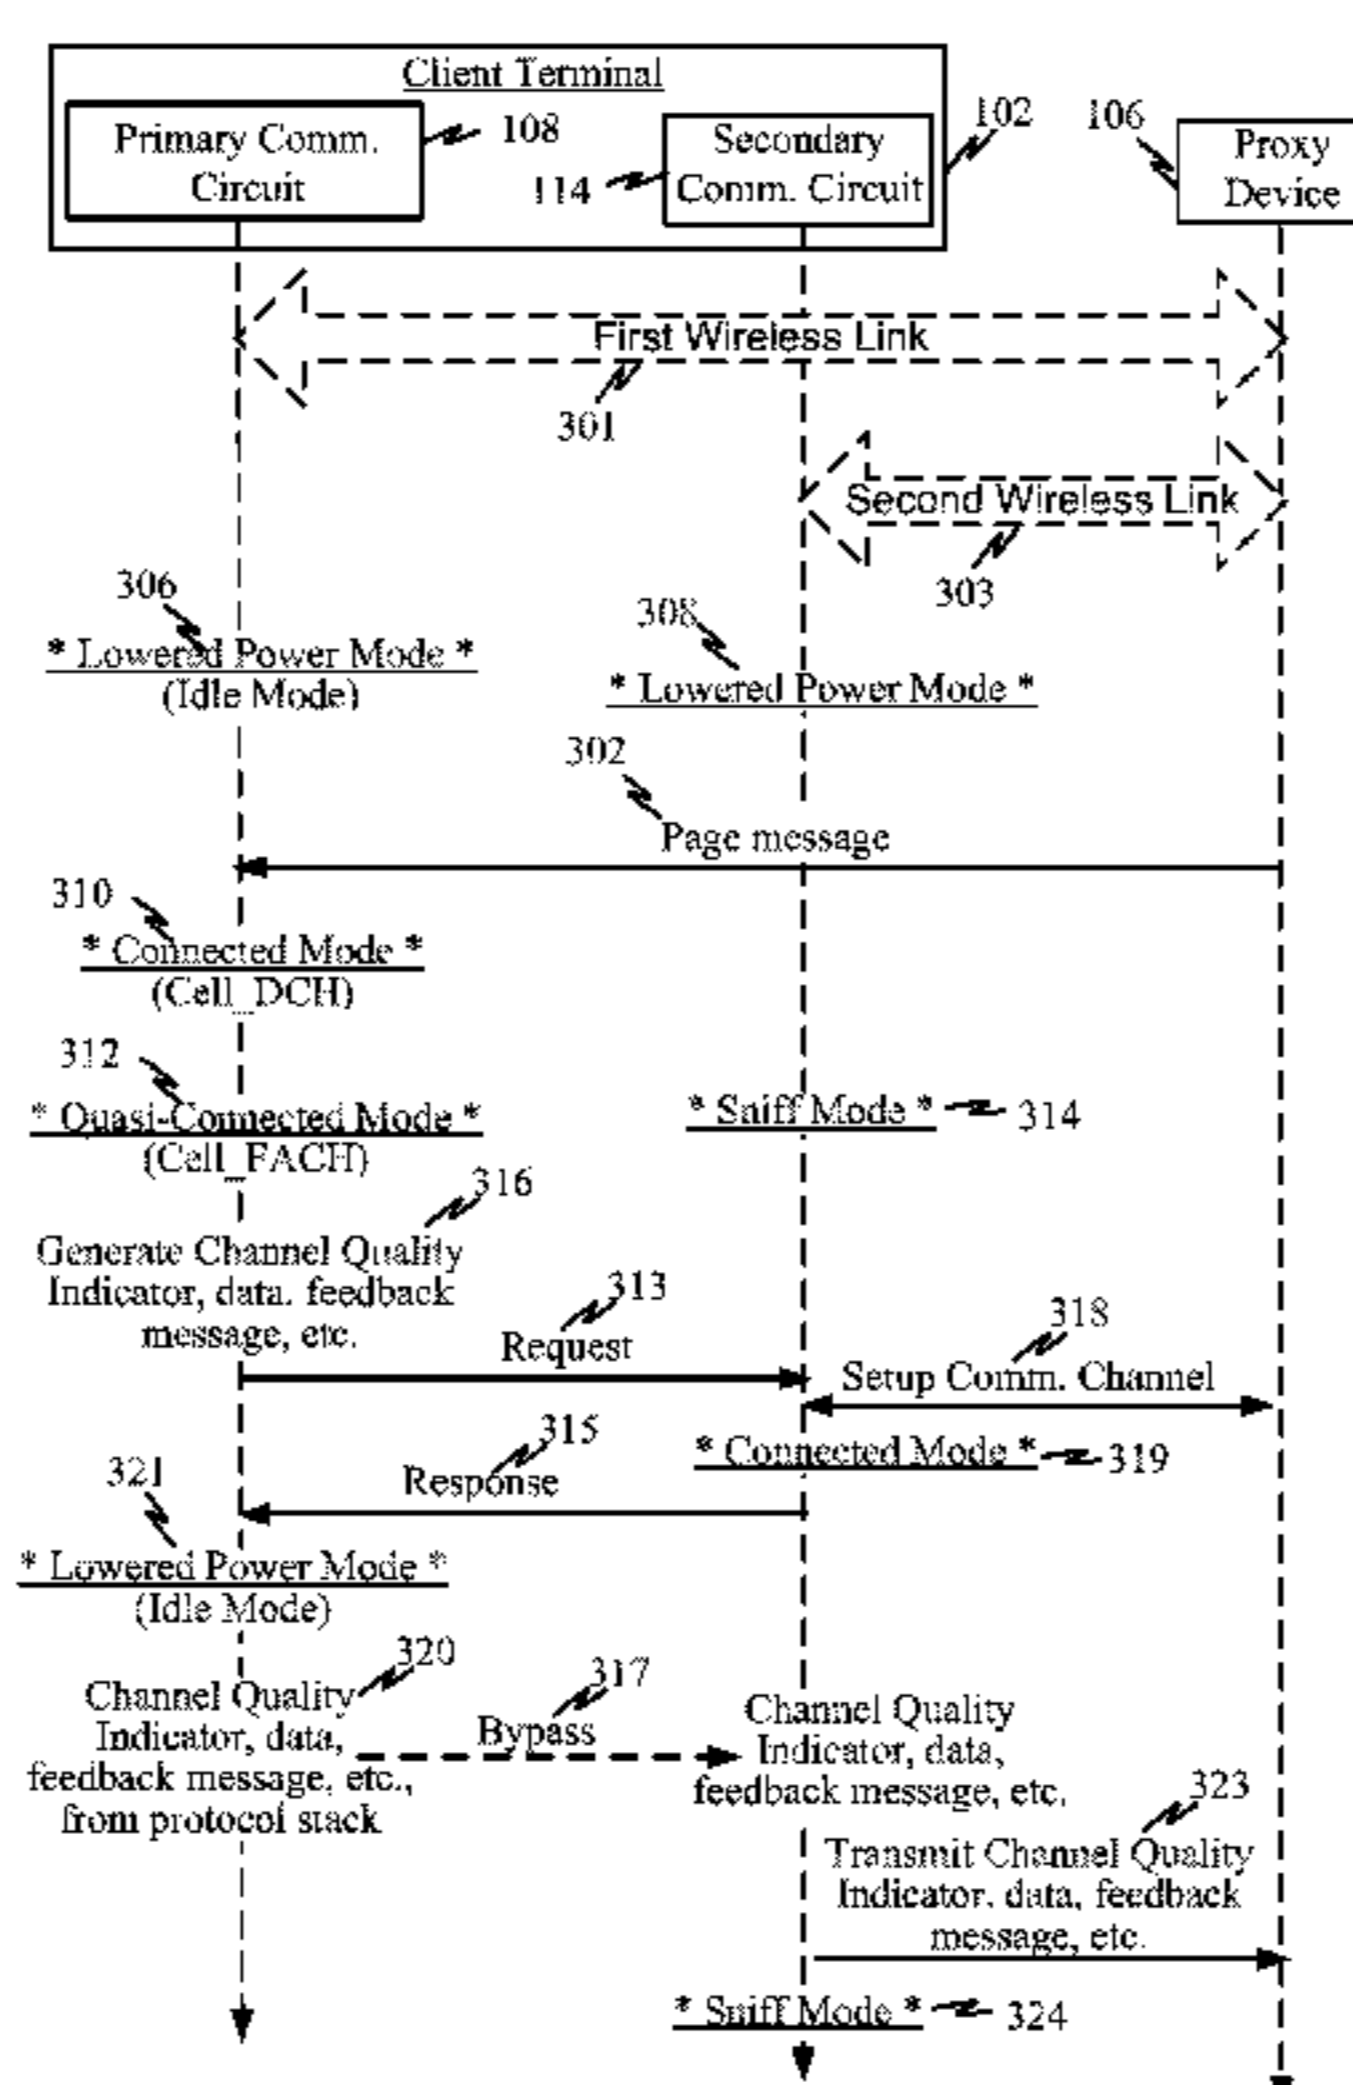 Client Terminal
Primary Comm.
Circuit
108
114
Secondary
Comm. Circuit
102
106
Proxy
Device
First Wireless Link
301
Second Wireless Link
303
306
* Lowered Power Mode *
(Idle Mode)
308
* Lowered Power Mode *
302
Page message
310
* Connected Mode *
(Cell_DCH)
312
* Quasi-Connected Mode *
(Cell_FACH)
* Sniff Mode *
314
316
Generate Channel Quality
Indicator, data, feedback
message, etc.
313
Request
318
Setup Comm. Channel
315
Response
* Connected Mode *
319
321
* Lowered Power Mode *
(Idle Mode)
320
Channel Quality
Indicator, data,
feedback message, etc.,
from protocol stack
317
Bypass
Channel Quality
Indicator, data,
feedback message, etc.
323
Transmit Channel Quality
Indicator, data, feedback
message, etc.
* Sniff Mode *
324